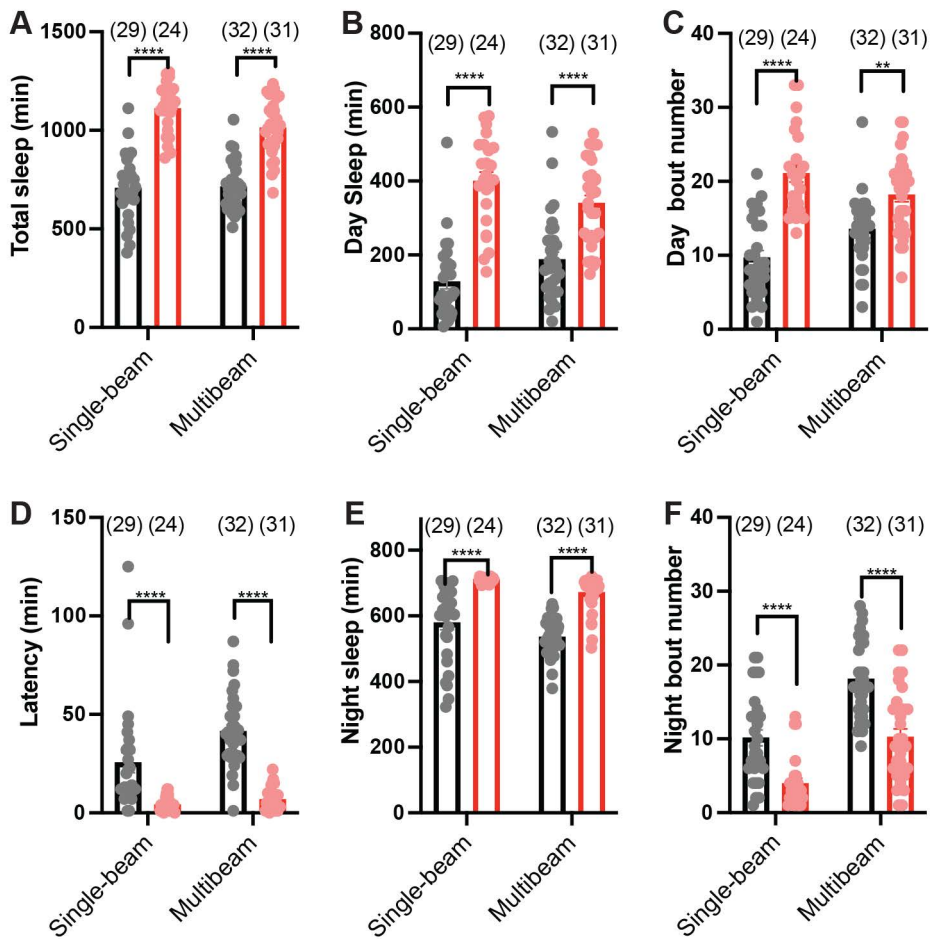 A
(29) (24)
(32) (31)
****
****
Total sleep (min)
1500
1000
500
0
Single-beam
Multibeam
B
(29) (24)
(32) (31)
****
****
Day Sleep (min)
800
600
400
200
0
Single-beam
Multibeam
C
(29) (24)
(32) (31)
****
**
Day bout number
40
30
20
10
0
Single-beam
Multibeam
D
(29) (24)
(32) (31)
****
****
Latency (min)
150
100
50
0
Single-beam
Multibeam
E
(29) (24)
(32) (31)
****
****
Night sleep (min)
800
600
400
200
0
Single-beam
Multibeam
F
(29) (24)
(32) (31)
****
****
Night bout number
40
30
20
10
0
Single-beam
Multibeam